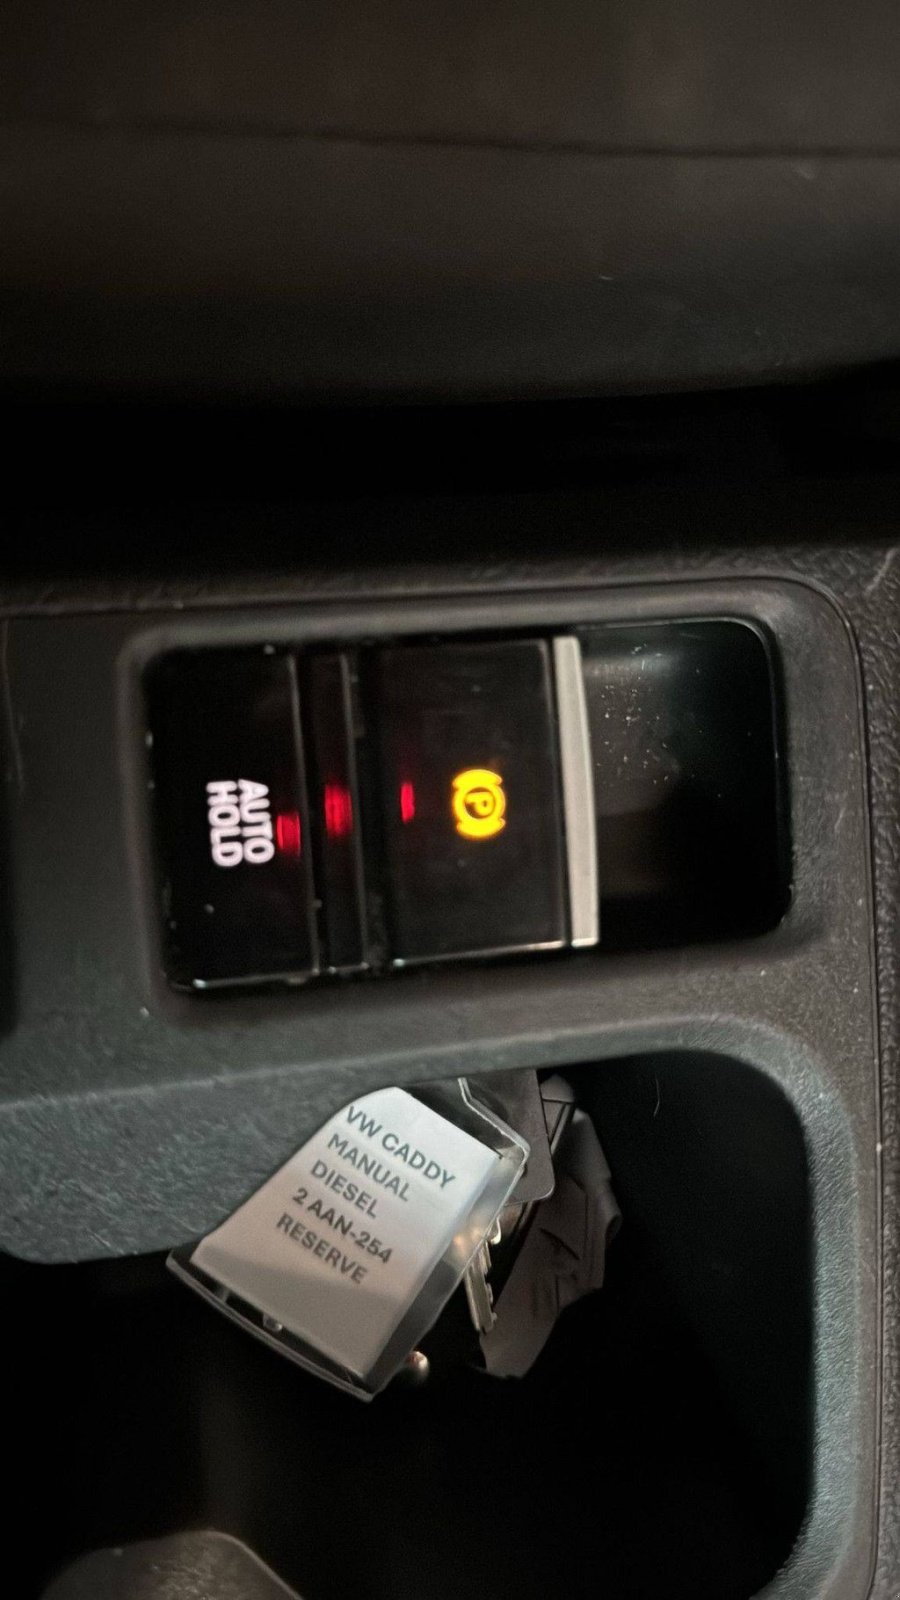 AUTO
HOLD
P
VW CADDY
MANUAL
DIESEL
2 AAN-254
RESERVE